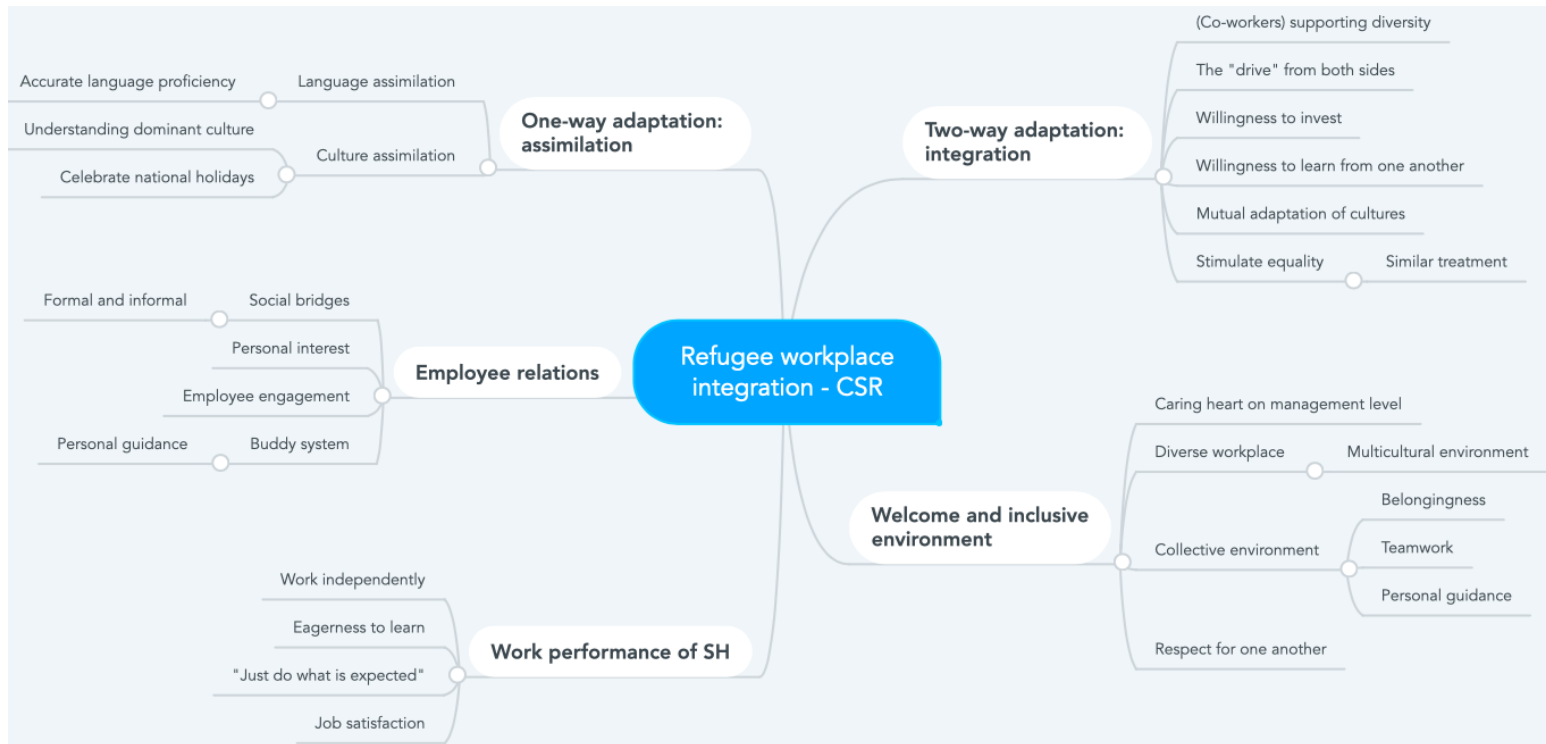 Refugee workplace
integration - CSR
One-way adaptation:
assimilation
Language assimilation
Accurate language proficiency
Culture assimilation
Understanding dominant culture
Celebrate national holidays
Employee relations
Social bridges
Formal and informal
Personal interest
Employee engagement
Buddy system
Personal guidance
Work performance of SH
Work independently
Eagerness to learn
"Just do what is expected"
Job satisfaction
Two-way adaptation:
integration
(Co-workers) supporting diversity
The "drive" from both sides
Willingness to invest
Willingness to learn from one another
Mutual adaptation of cultures
Stimulate equality
Similar treatment
Welcome and inclusive
environment
Caring heart on management level
Diverse workplace
Multicultural environment
Collective environment
Belongingness
Teamwork
Personal guidance
Respect for one another